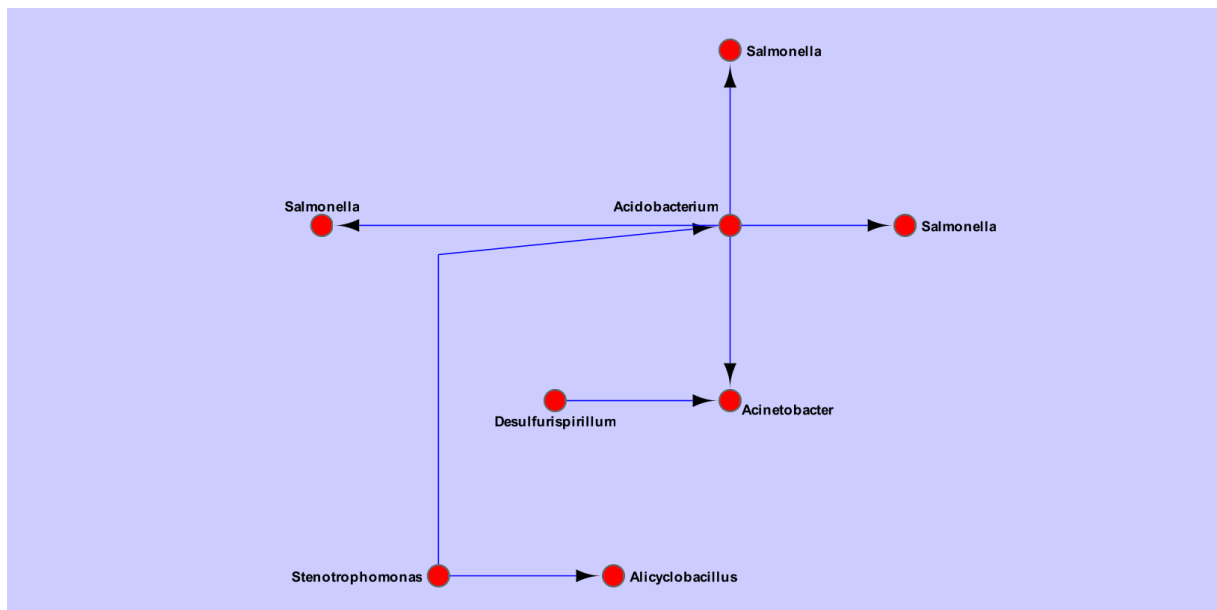 Salmonella
Salmonella
Acidobacterium
Salmonella
Acinetobacter
Desulfurispirillum
Stenotrophomonas
Alicyclobacillus